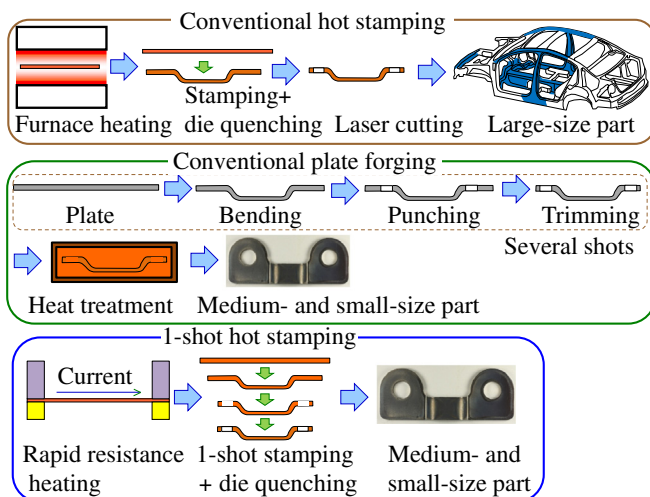 Conventional hot stamping
Stamping+
Furnace heating
die quenching
Laser cutting
Large-size part
Conventional plate forging
Plate
Bending
Punching
Trimming
Several shots
Heat treatment
Medium- and small-size part
1-shot hot stamping
Current
Rapid resistance
heating
1-shot stamping
+ die quenching
Medium- and
small-size part